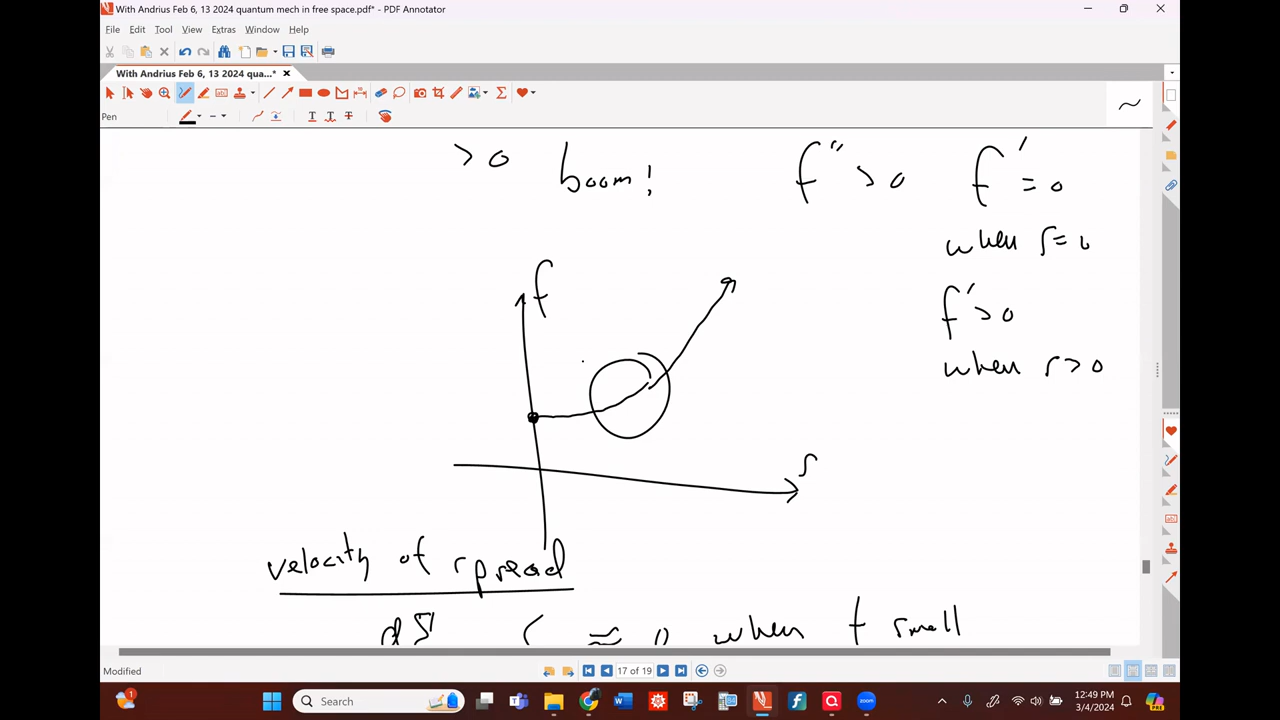 With Andrius Feb 6, 13 2024 quantum mech in free space.pdf* - PDF Annotator
File Edit Tool View Extras Window Help
With Andrius Feb 6, 13 2024 qua...*
Pen
> 0 boom! f'' > 0 f' = 0
when s = 0
f
f' > 0
when s > 0
s
velocity of spread
≈ 0 when t small
Modified
17 of 19
Search
12:49 PM
3/4/2024